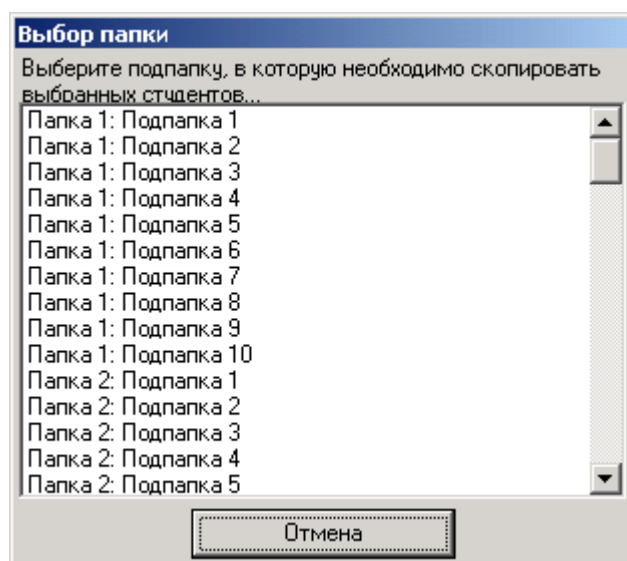 Выбор папки
Выберите подпапку, в которую необходимо скопировать
выбранных студентов...
Папка 1: Подпапка 1
Папка 1: Подпапка 2
Папка 1: Подпапка 3
Папка 1: Подпапка 4
Папка 1: Подпапка 5
Папка 1: Подпапка 6
Папка 1: Подпапка 7
Папка 1: Подпапка 8
Папка 1: Подпапка 9
Папка 1: Подпапка 10
Папка 2: Подпапка 1
Папка 2: Подпапка 2
Папка 2: Подпапка 3
Папка 2: Подпапка 4
Папка 2: Подпапка 5
Отмена